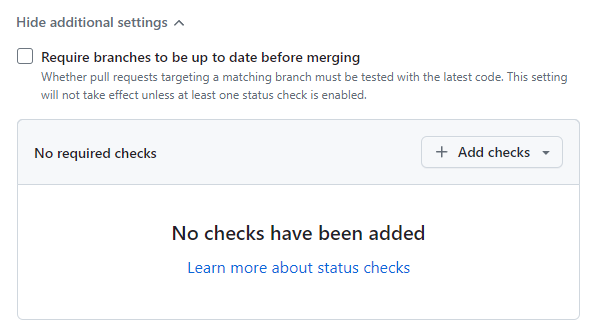 Hide additional settings
Require branches to be up to date before merging
Whether pull requests targeting a matching branch must be tested with the latest code. This setting
will not take effect unless at least one status check is enabled.
No required checks
Add checks
No checks have been added
Learn more about status checks